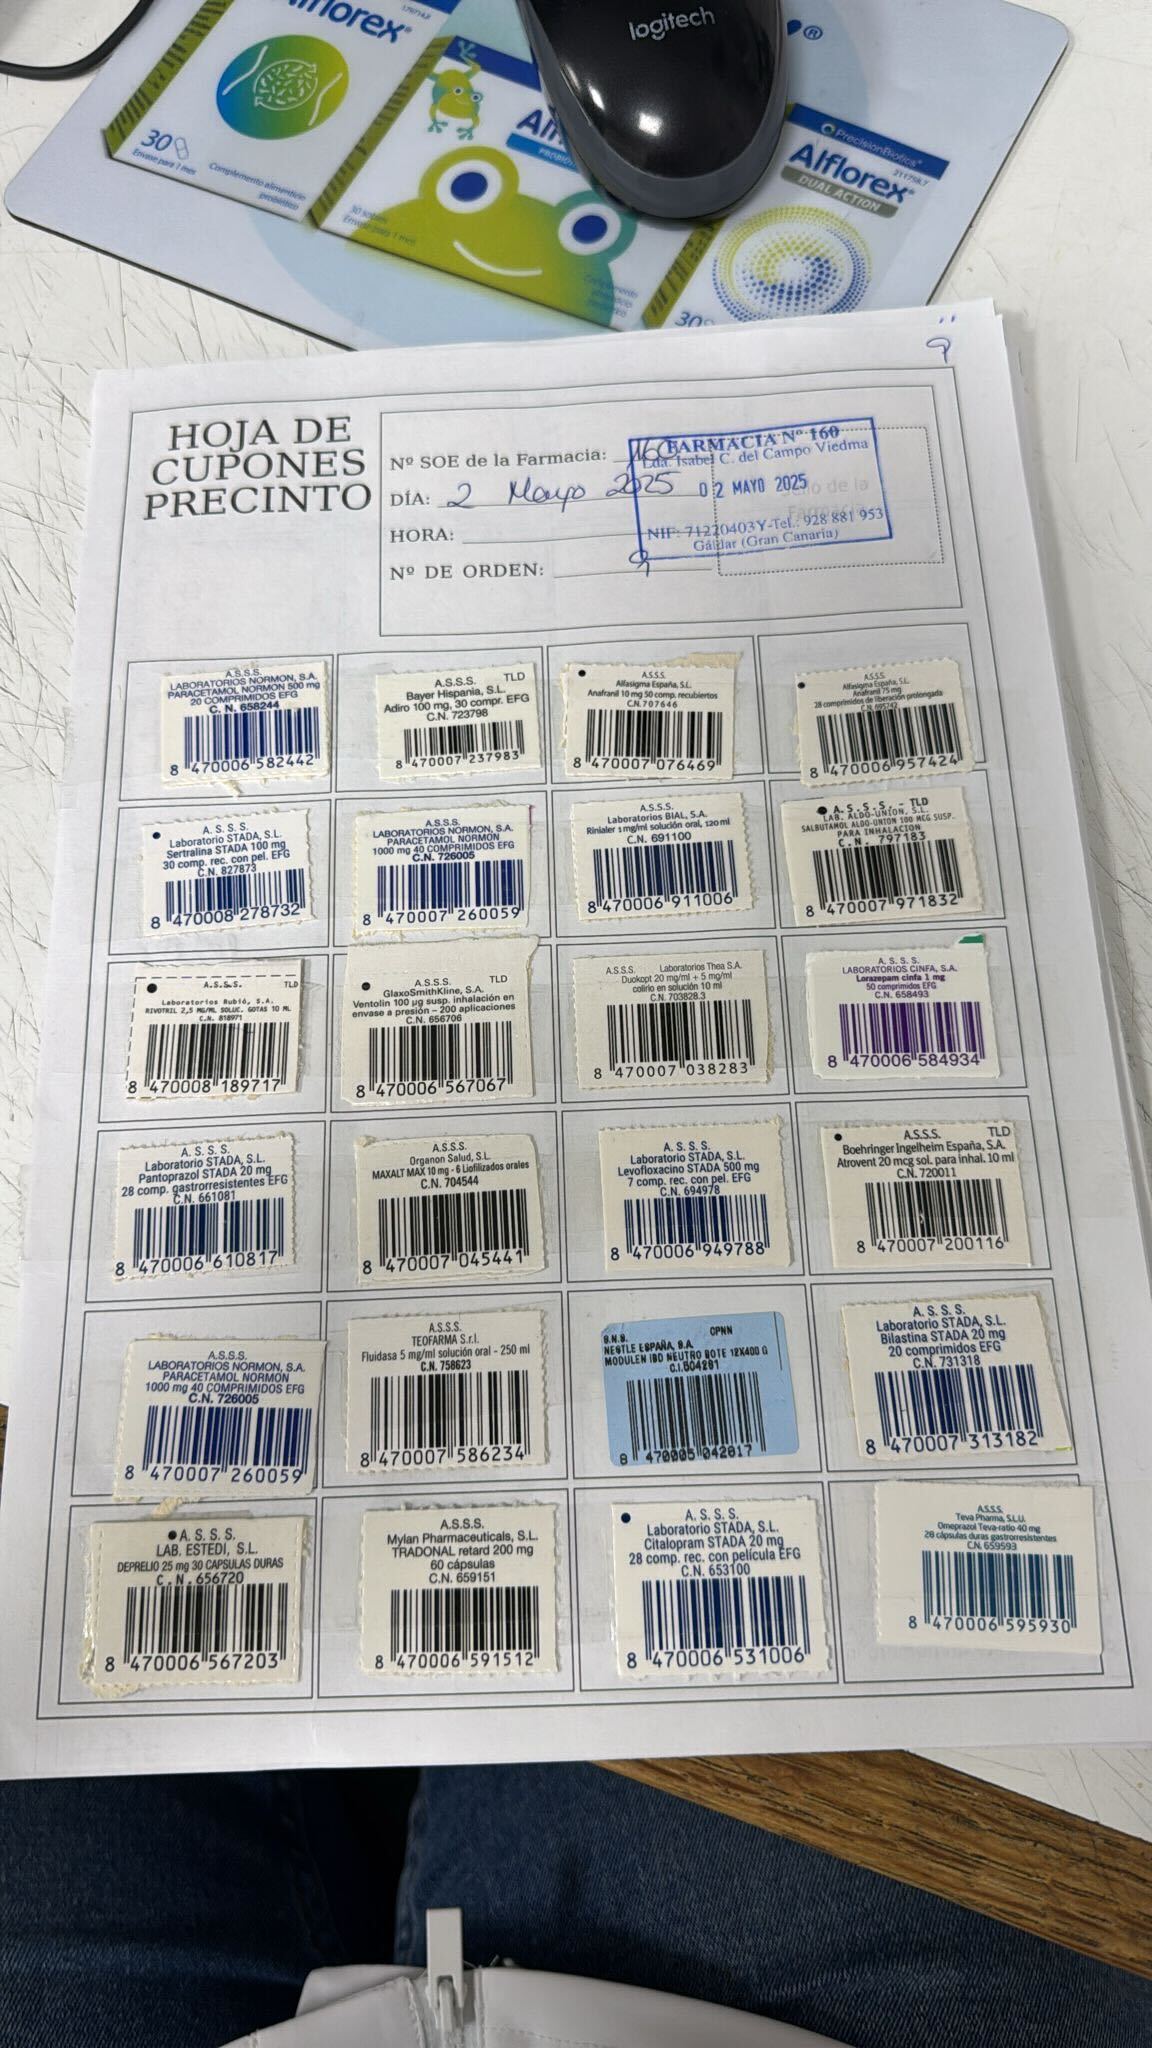 logitech
®
Alflorex®
179714.2
30
Envase para 1 mes
Complemento alimenticio
probiótico
30 sobres
Envase para 1 mes
PrecisionBiotics®
Alflorex®
DUAL ACTION
30
HOJA DE
CUPONES
PRECINTO
Nº SOE de la Farmacia: 160
DÍA: 2 Mayo 2025
HORA:
Nº DE ORDEN: 9
FARMACIA Nº 160
Lda. Isabel C. del Campo Viedma
02 MAYO 2025
Sello de la
Farmacia
NIF: 71220403Y-Tel.: 928 881 953
Gáldar (Gran Canaria)
A.S.S.S.
LABORATORIOS NORMON, S.A.
PARACETAMOL NORMON 500 mg
20 COMPRIMIDOS EFG
C. N. 658244
8 470006 582442
A.S.S.S. TLD
Bayer Hispania, S.L.
Adiro 100 mg, 30 compr. EFG
C.N. 723798
8 470007 237983
A.S.S.S.
Alfasigma España, S.L.
Anafranil 10 mg 50 comp. recubiertos
C.N. 707646
8 470007 076469
A.S.S.S.
Alfasigma España, S.L.
Anafranil 75 mg
28 comprimidos de liberación prolongada
C.N. 695742
8 470006 957424
A. S. S. S.
Laboratorio STADA, S.L.
Sertralina STADA 100 mg
30 comp. rec. con pel. EFG
C.N. 827873
8 470008 278732
A.S.S.S.
LABORATORIOS NORMON, S.A.
PARACETAMOL NORMON
1000 mg 40 COMPRIMIDOS EFG
C.N. 726005
8 470007 260059
A.S.S.S.
Laboratorios BIAL, S.A.
Rinialer 1 mg/ml solución oral, 120 ml
C.N. 691100
8 470006 911006
A.S.S.S. - TLD
LAB. ALDO-UNION, S.L.
SALBUTAMOL ALDO-UNION 100 MCG SUSP.
PARA INHALACION
C. N. 797183
8 470007 971832
A.S.S.S. TLD
Laboratorios Rubió, S.A.
RIVOTRIL 2,5 MG/ML SOLUC. GOTAS 10 ML
C.N. 818971
8 470008 189717
A.S.S.S. TLD
GlaxoSmithKline, S.A.
Ventolin 100 µg susp. inhalación en
envase a presión – 200 aplicaciones
C.N. 656706
8 470006 567067
A.S.S.S. Laboratorios Thea S.A.
Duokopt 20 mg/ml + 5 mg/ml
colirio en solución 10 ml
C.N. 703828.3
8 470007 038283
A. S. S. S.
LABORATORIOS CINFA, S.A.
Lorazepam cinfa 1 mg
50 comprimidos EFG
C.N. 658493
8 470006 584934
A. S. S. S.
Laboratorio STADA, S.L.
Pantoprazol STADA 20 mg
28 comp. gastrorresistentes EFG
C.N. 661081
8 470006 610817
A.S.S.S.
Organon Salud, S.L.
MAXALT MAX 10 mg - 6 Liofilizados orales
C.N. 704544
8 470007 045441
A. S. S. S.
Laboratorio STADA, S.L.
Levofloxacino STADA 500 mg
7 comp. rec. con pel. EFG
C.N. 694978
8 470006 949788
A.S.S.S. TLD
Boehringer Ingelheim España, S.A.
Atrovent 20 mcg sol. para inhal. 10 ml
C.N. 720011
8 470007 200116
A.S.S.S.
LABORATORIOS NORMON, S.A.
PARACETAMOL NORMON
1000 mg 40 COMPRIMIDOS EFG
C.N. 726005
8 470007 260059
A.S.S.S.
TEOFARMA S.r.l.
Fluidasa 5 mg/ml solución oral - 250 ml
C.N. 758623
8 470007 586234
S.N.S. CPNN
NESTLE ESPAÑA, S.A.
MODULEN IBD NEUTRO BOTE 12X400 G
C.I.504281
8 470005 042817
A. S. S. S.
Laboratorio STADA, S.L.
Bilastina STADA 20 mg
20 comprimidos EFG
C.N. 731318
8 470007 313182
A. S. S. S.
LAB. ESTEDI, S.L.
DEPRELIO 25 mg 30 CAPSULAS DURAS
C.N. 656720
8 470006 567203
A.S.S.S.
Mylan Pharmaceuticals, S.L.
TRADONAL retard 200 mg
60 cápsulas
C.N. 659151
8 470006 591512
A. S. S. S.
Laboratorio STADA, S.L.
Citalopram STADA 20 mg
28 comp. rec. con película EFG
C.N. 653100
8 470006 531006
A.S.S.S.
Teva Pharma, S.L.U.
Omeprazol Teva-ratio 40 mg
28 cápsulas duras gastrorresistentes
C.N. 659593
8 470006 595930